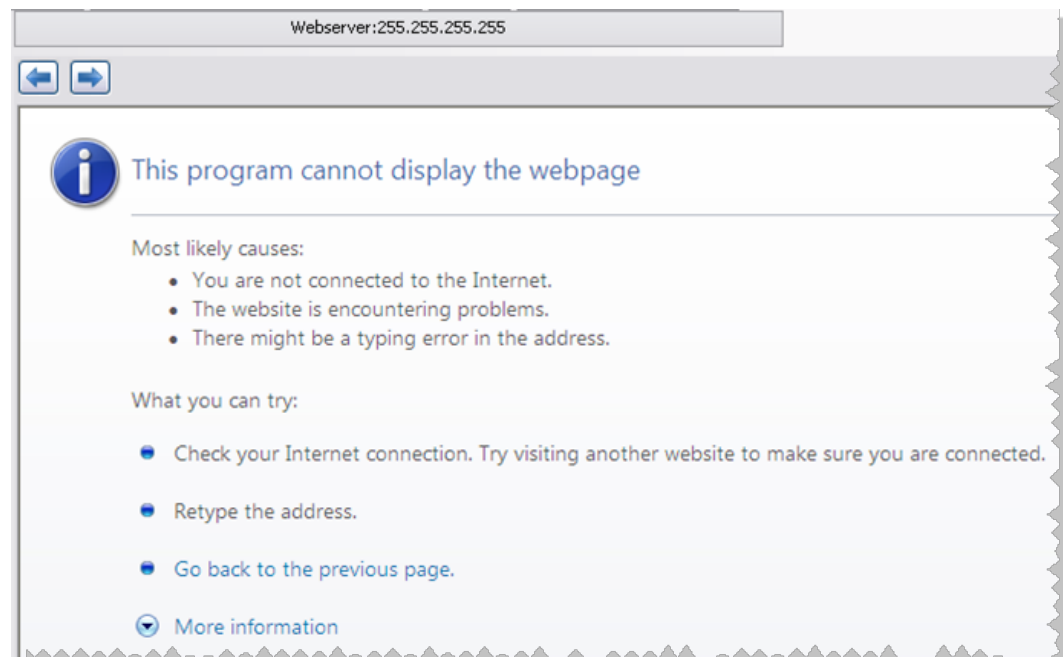 Webserver:255.255.255.255
This program cannot display the webpage
Most likely causes:
• You are not connected to the Internet.
• The website is encountering problems.
• There might be a typing error in the address.
What you can try:
Check your Internet connection. Try visiting another website to make sure you are connected.
Retype the address.
Go back to the previous page.
More information